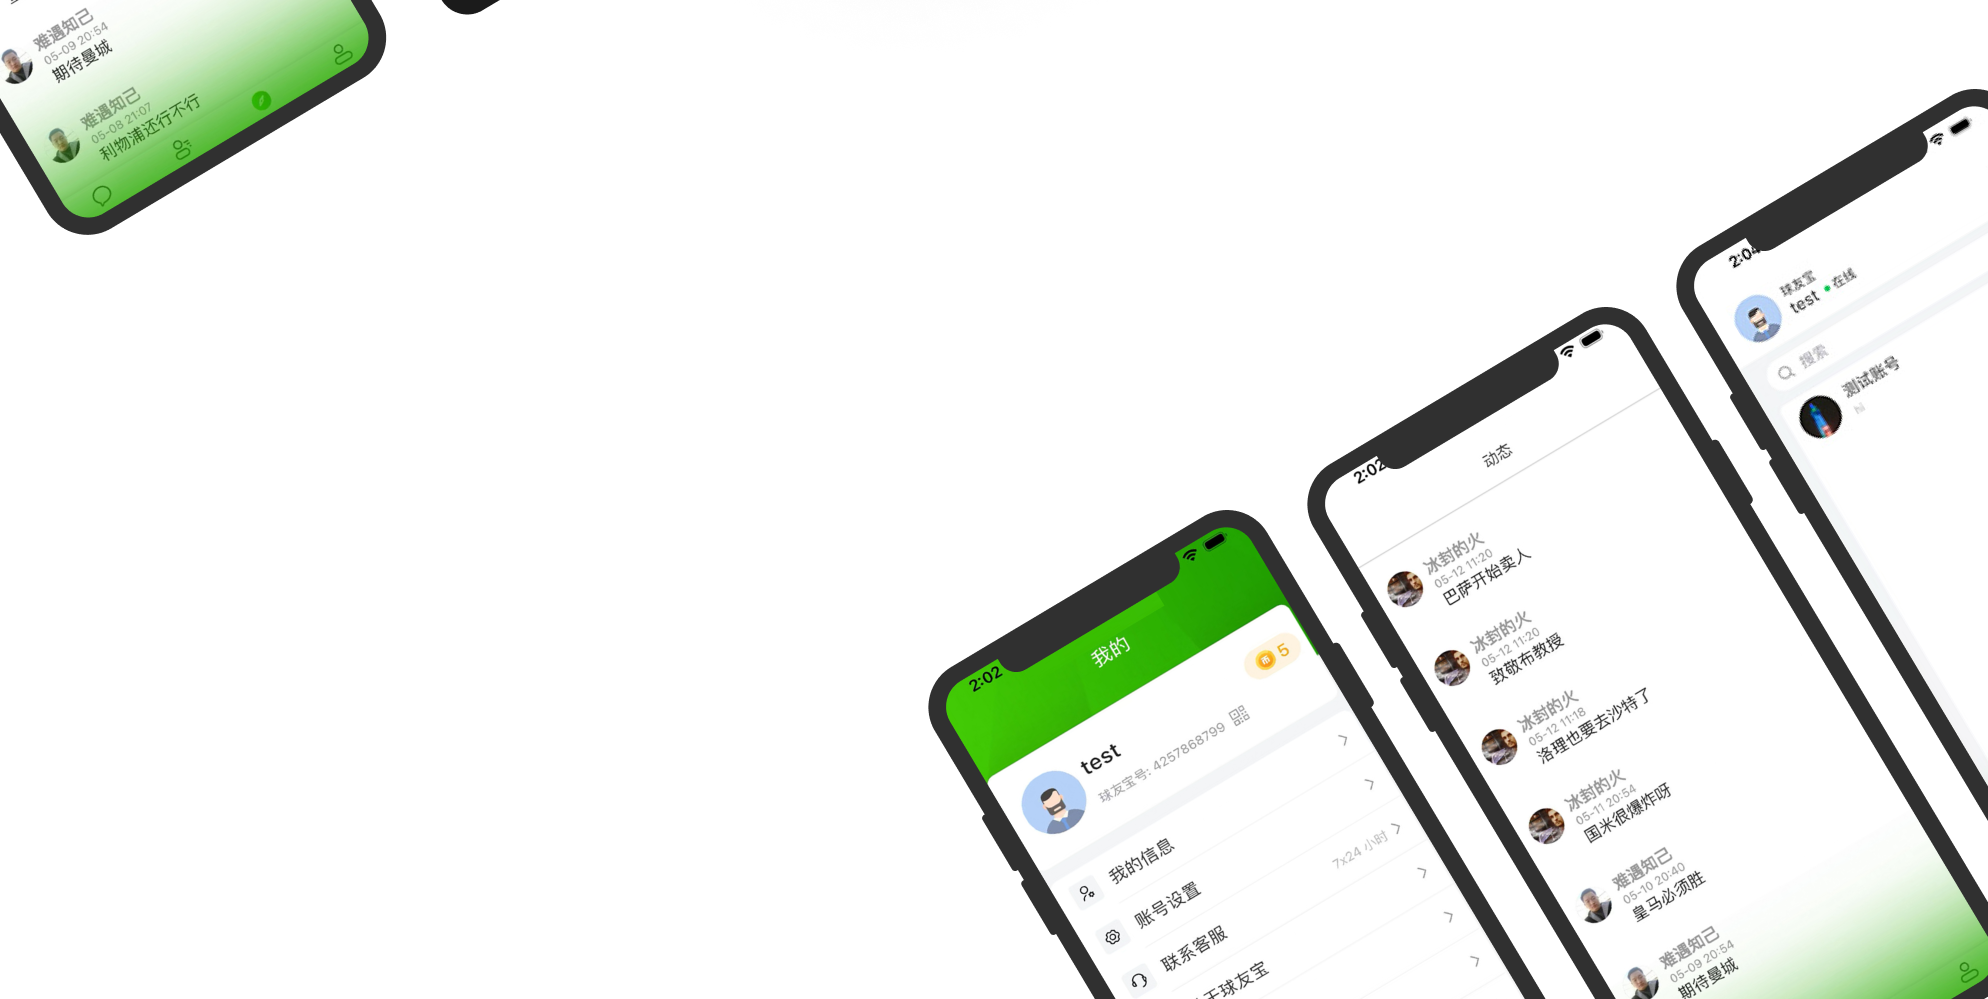 难遇知己
05-09 20:54
期待曼城
难遇知己
05-08 21:07
利物浦还行不行
2:02
我的
5
test
球友宝号: 4257868799
我的信息
账号设置
7x24 小时
联系客服
于球友宝
2:02
动态
冰封的火
05-12 11:20
巴萨开始卖人
冰封的火
05-12 11:20
致敬布教授
冰封的火
05-12 11:18
洛理也要去沙特了
冰封的火
05-11 20:54
国米很爆炸呀
难遇知己
05-10 20:40
皇马必须胜
难遇知己
05-09 20:54
期待曼城
2:04
球友宝
test 在线
搜索
测试账号
hi